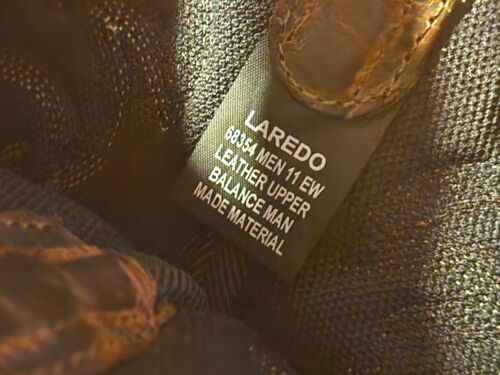 LAREDO
68354 MEN 11 EW
LEATHER UPPER
BALANCE MAN
MADE MATERIAL